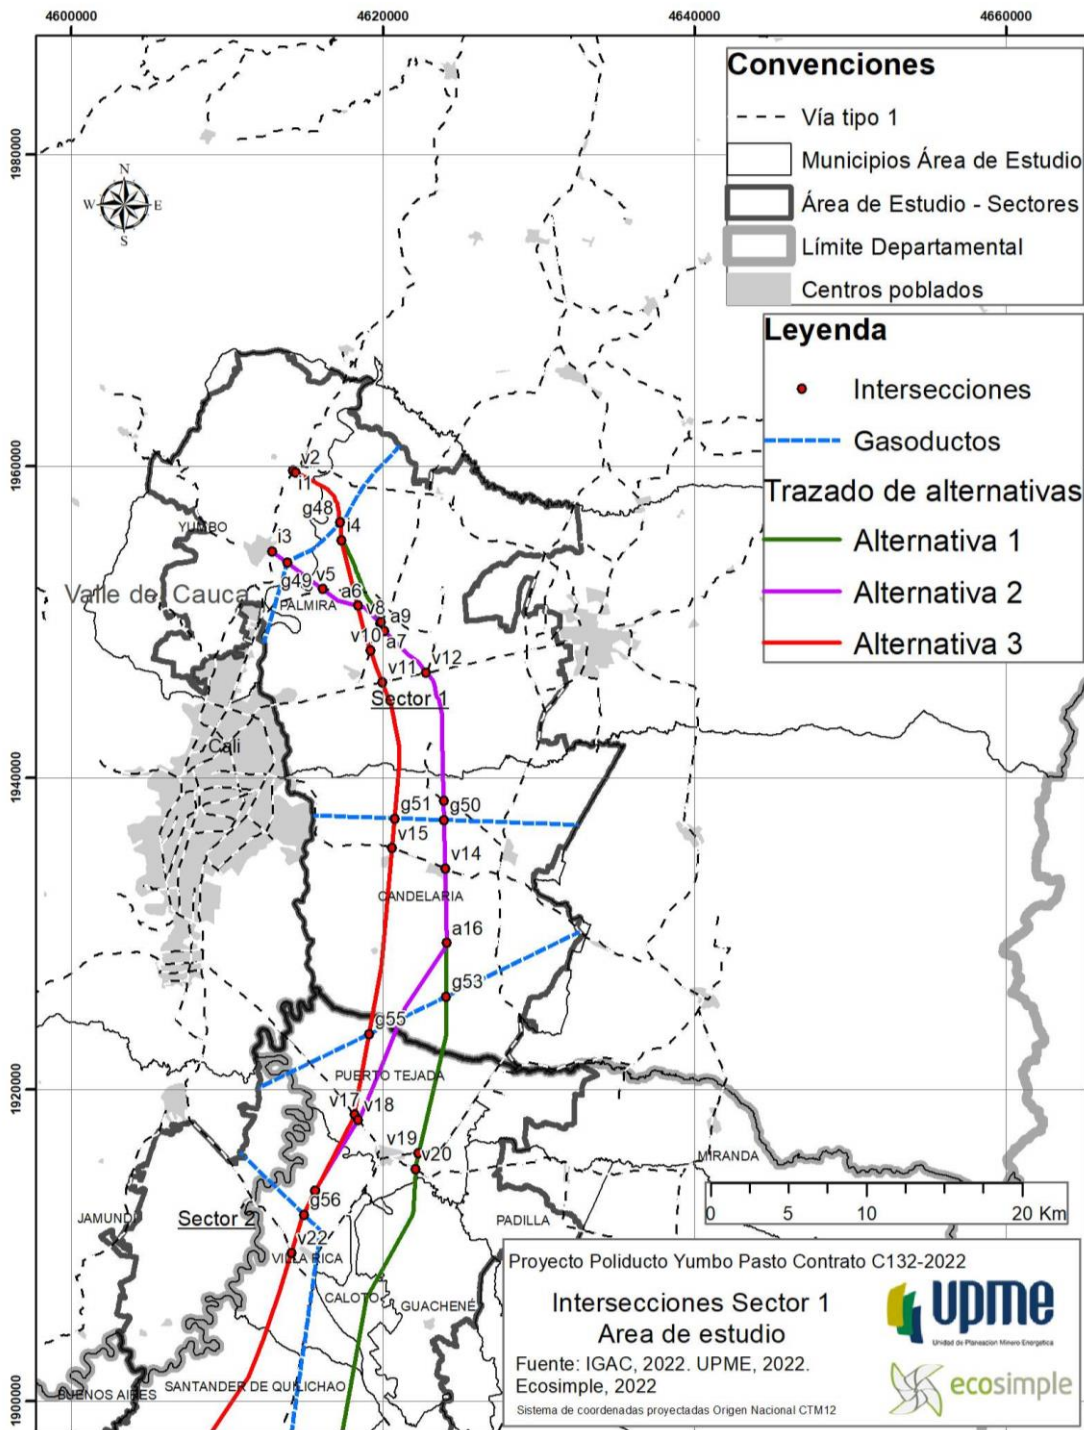 4600000
4620000
4640000
4660000
1980000
1960000
1940000
1920000
1900000
N
W
E
S
Convenciones
Vía tipo 1
Municipios Área de Estudio
Área de Estudio - Sectores
Límite Departamental
Centros poblados
Leyenda
Intersecciones
Gasoductos
Trazado de alternativas
Alternativa 1
Alternativa 2
Alternativa 3
v2
i1
g48
i4
YUMBO
i3
g49
v5
Valle del Cauca
PALMIRA
a6
v8
a9
v10
a7
v11
v12
Sector 1
Cali
g51
g50
v15
v14
CANDELARIA
a16
g53
g55
PUERTO TEJADA
v17
v18
v19
v20
MIRANDA
g56
JAMUNDI
Sector 2
PADILLA
v22
VILLA RICA
CALOTO
GUACHENÉ
BUENOS AIRES
SANTANDER DE QUILICHAO
0 5 10 20 Km
Proyecto Poliducto Yumbo Pasto Contrato C132-2022
Intersecciones Sector 1
Area de estudio
Fuente: IGAC, 2022. UPME, 2022.
Ecosimple, 2022
Sistema de coordenadas proyectadas Origen Nacional CTM12
upme
Unidad de Planeación Minero Energética
ecosimple